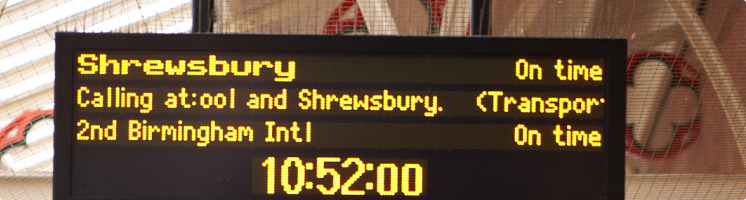 Shrewsbury On time
Calling at:ool and Shrewsbury. (Transpor
2nd Birmingham Intl On time
10:52:00